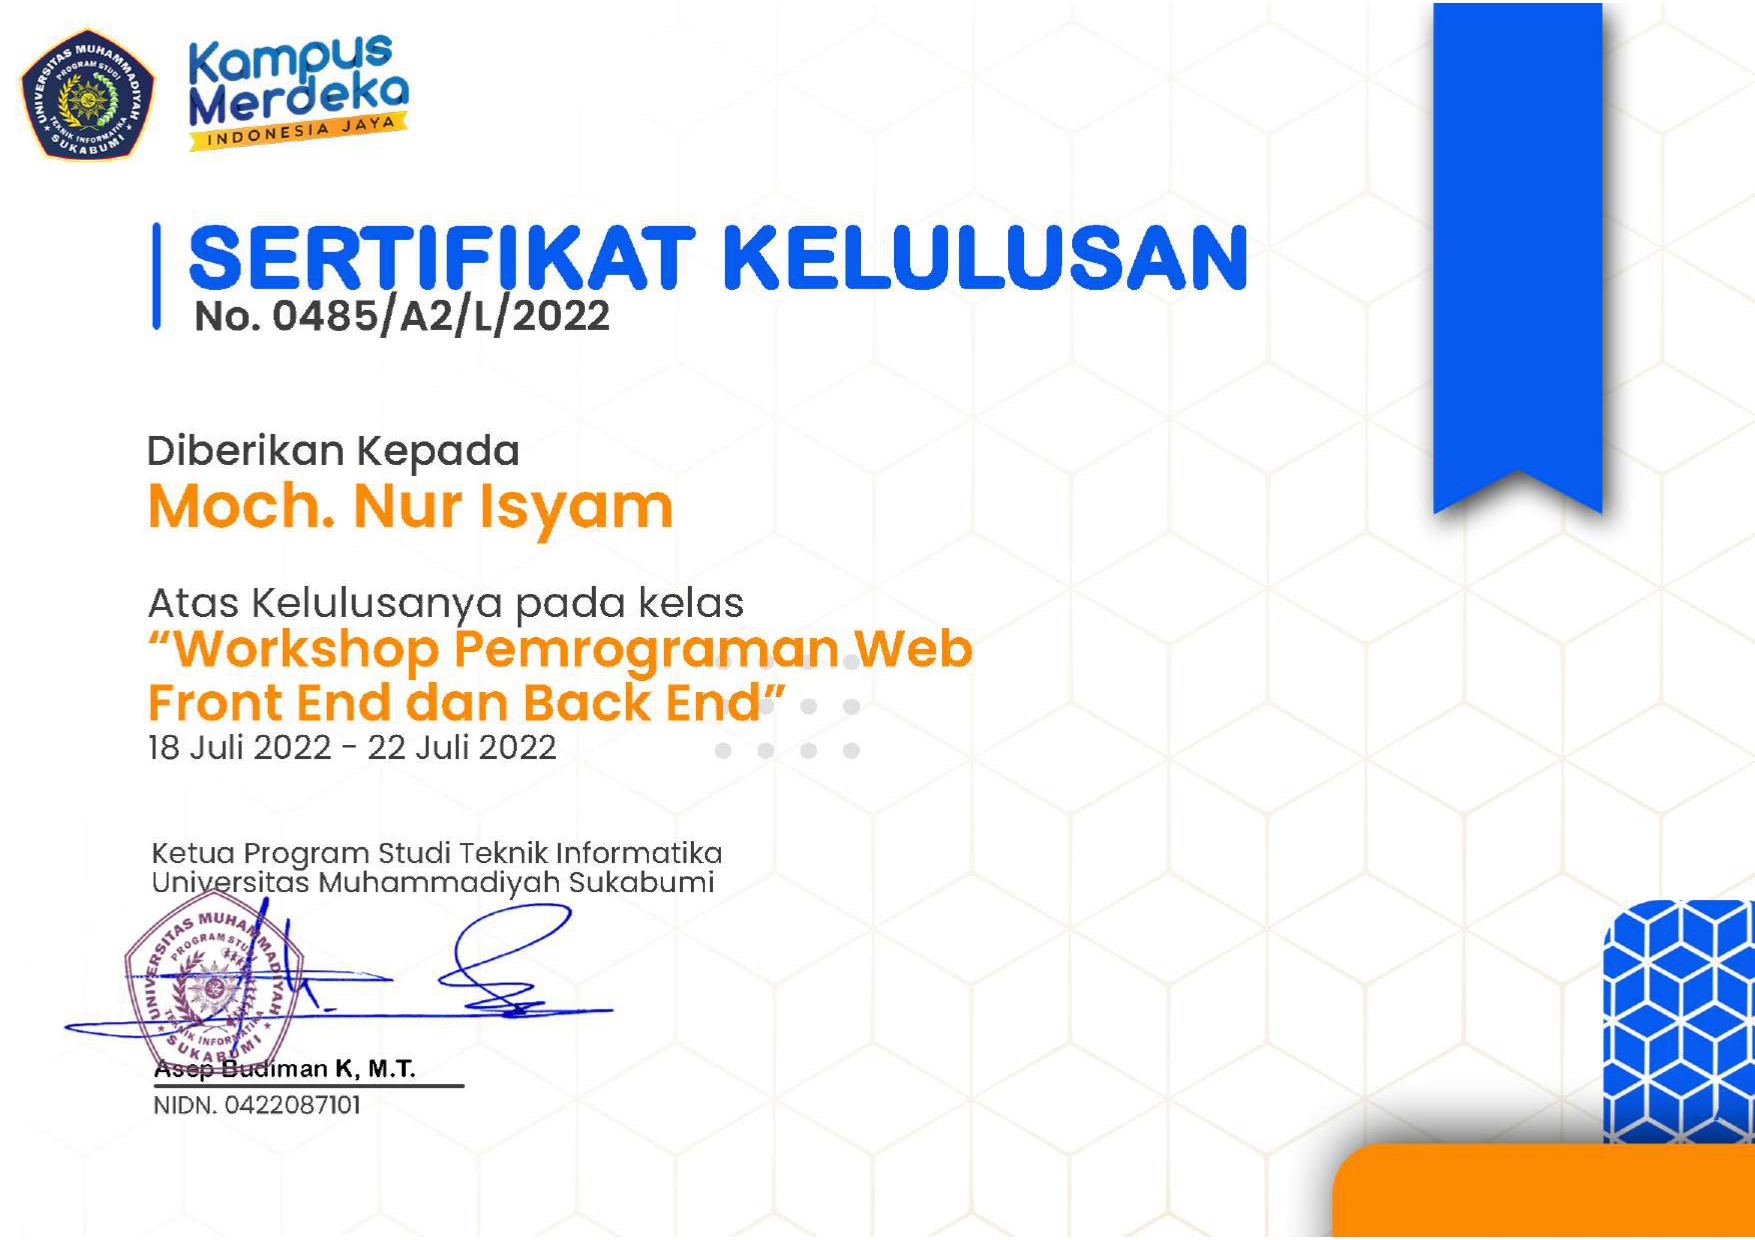 UNIVERSITAS MUHAMMADIYAH
SUKABUMI
PROGRAM STUDI
TEKNIK INFORMATIKA
Kampus
Merdeka
INDONESIA JAYA
SERTIFIKAT KELULUSAN
No. 0485/A2/L/2022
Diberikan Kepada
Moch. Nur Isyam
Atas Kelulusanya pada kelas
“Workshop Pemrograman Web
Front End dan Back End”
18 Juli 2022 - 22 Juli 2022
Ketua Program Studi Teknik Informatika
Universitas Muhammadiyah Sukabumi
UNIVERSITAS MUHAMMADIYAH
SUKABUMI
PROGRAM STUDI
TEKNIK INFORMATIKA
Asep Budiman K, M.T.
NIDN. 0422087101